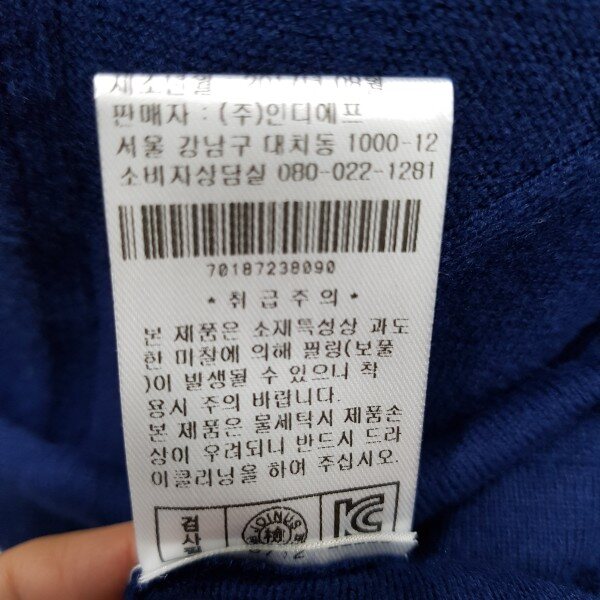 판매자 : (주)인디에프
서울 강남구 대치동 1000-12
소비자상담실 080-022-1281
70187238090
* 취급주의 *
본 제품은 소재특성상 과도
한 마찰에 의해 필링(보풀
)이 발생될 수 있으니 착
용시 주의 바랍니다.
본 제품은 물세탁시 제품손
상이 우려되니 반드시 드라
이클리닝을 하여 주십시오.
검사
JOINUS
KC